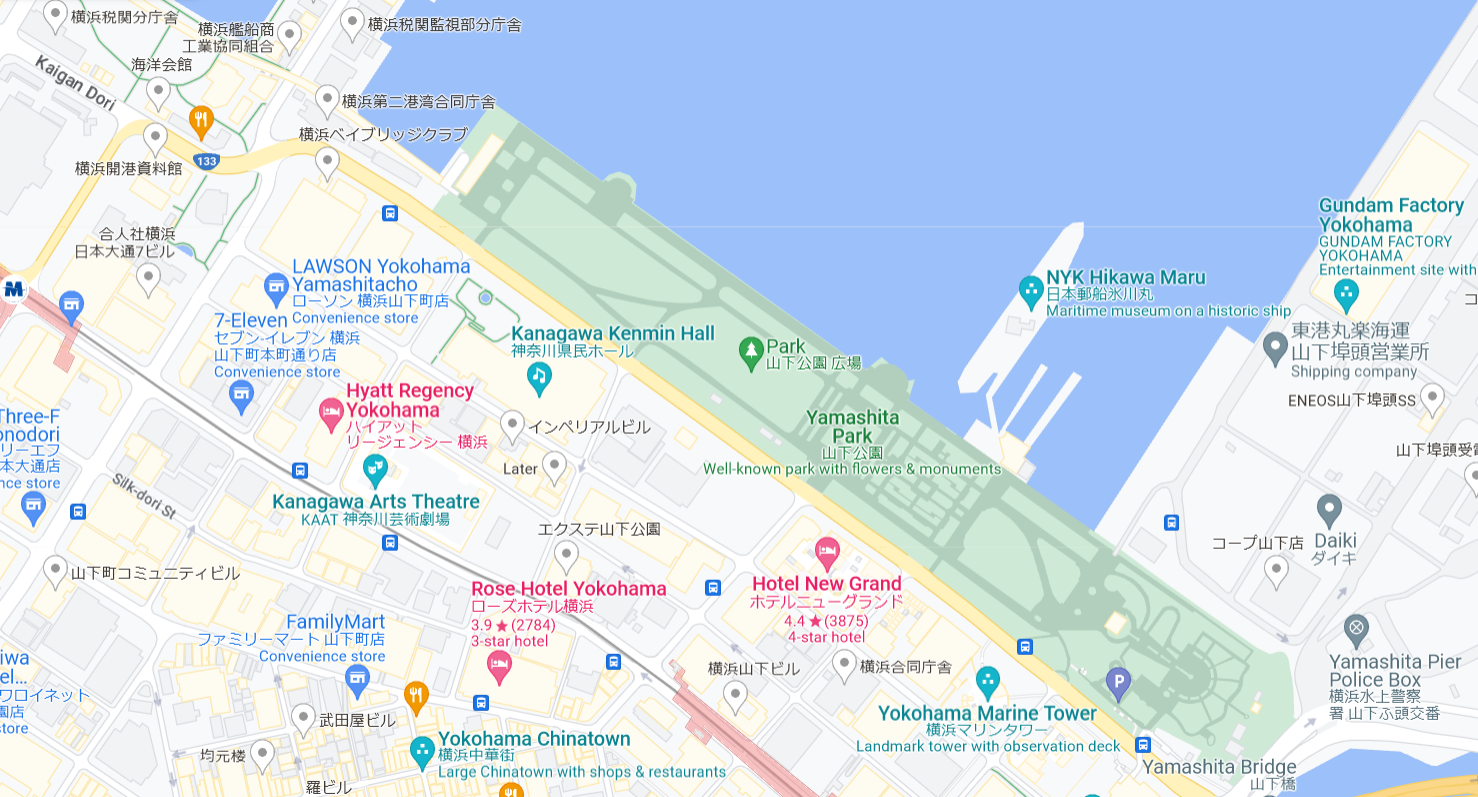 横浜税関分庁舎
横浜税関監視部分庁舎
横浜艦船商
工業協同組合
海洋会館
Kaigan Dori
横浜第二港湾合同庁舎
横浜ベイブリッジクラブ
133
横浜開港資料館
合人社横浜
日本大通7ビル
LAWSON Yokohama
Yamashitacho
ローソン 横浜山下町店
Convenience store
7-Eleven
セブン-イレブン 横浜
山下町本町通り店
Convenience store
Kanagawa Kenmin Hall
神奈川県民ホール
Park
山下公園 広場
NYK Hikawa Maru
日本郵船氷川丸
Maritime museum on a historic ship
Gundam Factory
Yokohama
GUNDAM FACTORY
YOKOHAMA
Entertainment site with
東港丸楽海運
山下埠頭営業所
Shipping company
ENEOS山下埠頭SS
コ
山下埠頭受電
Hyatt Regency
Yokohama
ハイアット
リージェンシー 横浜
インペリアルビル
Later
Yamashita
Park
山下公園
Well-known park with flowers & monuments
Three-F
onodori
リーエフ
本大通店
nce store
Silk-dori St
Kanagawa Arts Theatre
KAAT 神奈川芸術劇場
エクステ山下公園
Daiki
ダイキ
コープ山下店
山下町コミュニティビル
Rose Hotel Yokohama
ローズホテル横浜
3.9 ★ (2784)
3-star hotel
Hotel New Grand
ホテルニューグランド
4.4 ★ (3875)
4-star hotel
FamilyMart
ファミリーマート 山下町店
Convenience store
横浜山下ビル
横浜合同庁舎
P
Yamashita Pier
Police Box
横浜水上警察
署 山下ふ頭交番
iwa
el...
ワロイネット
園店
store
武田屋ビル
均元楼
羅ビル
Yokohama Chinatown
横浜中華街
Large Chinatown with shops & restaurants
Yokohama Marine Tower
横浜マリンタワー
Landmark tower with observation deck
Yamashita Bridge
山下橋